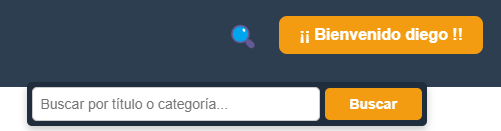 ¡¡ Bienvenido diego !!
Buscar por título o categoría...
Buscar